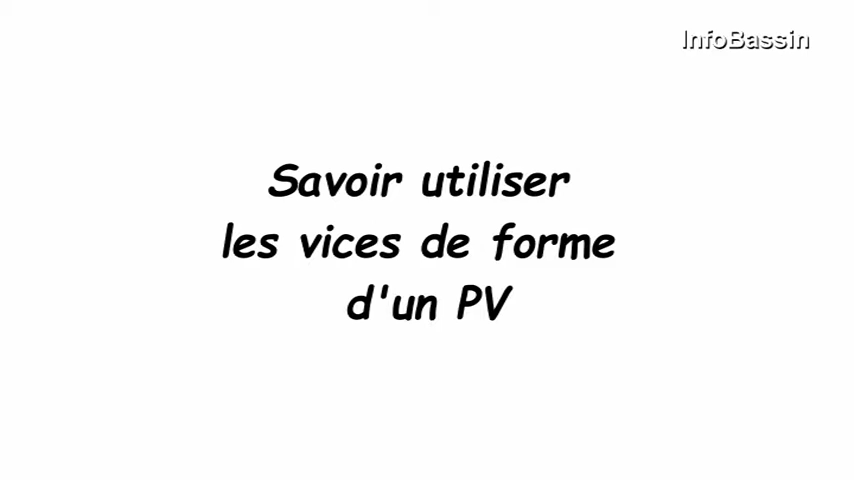 InfoBassin
Savoir utiliser
les vices de forme
d'un PV